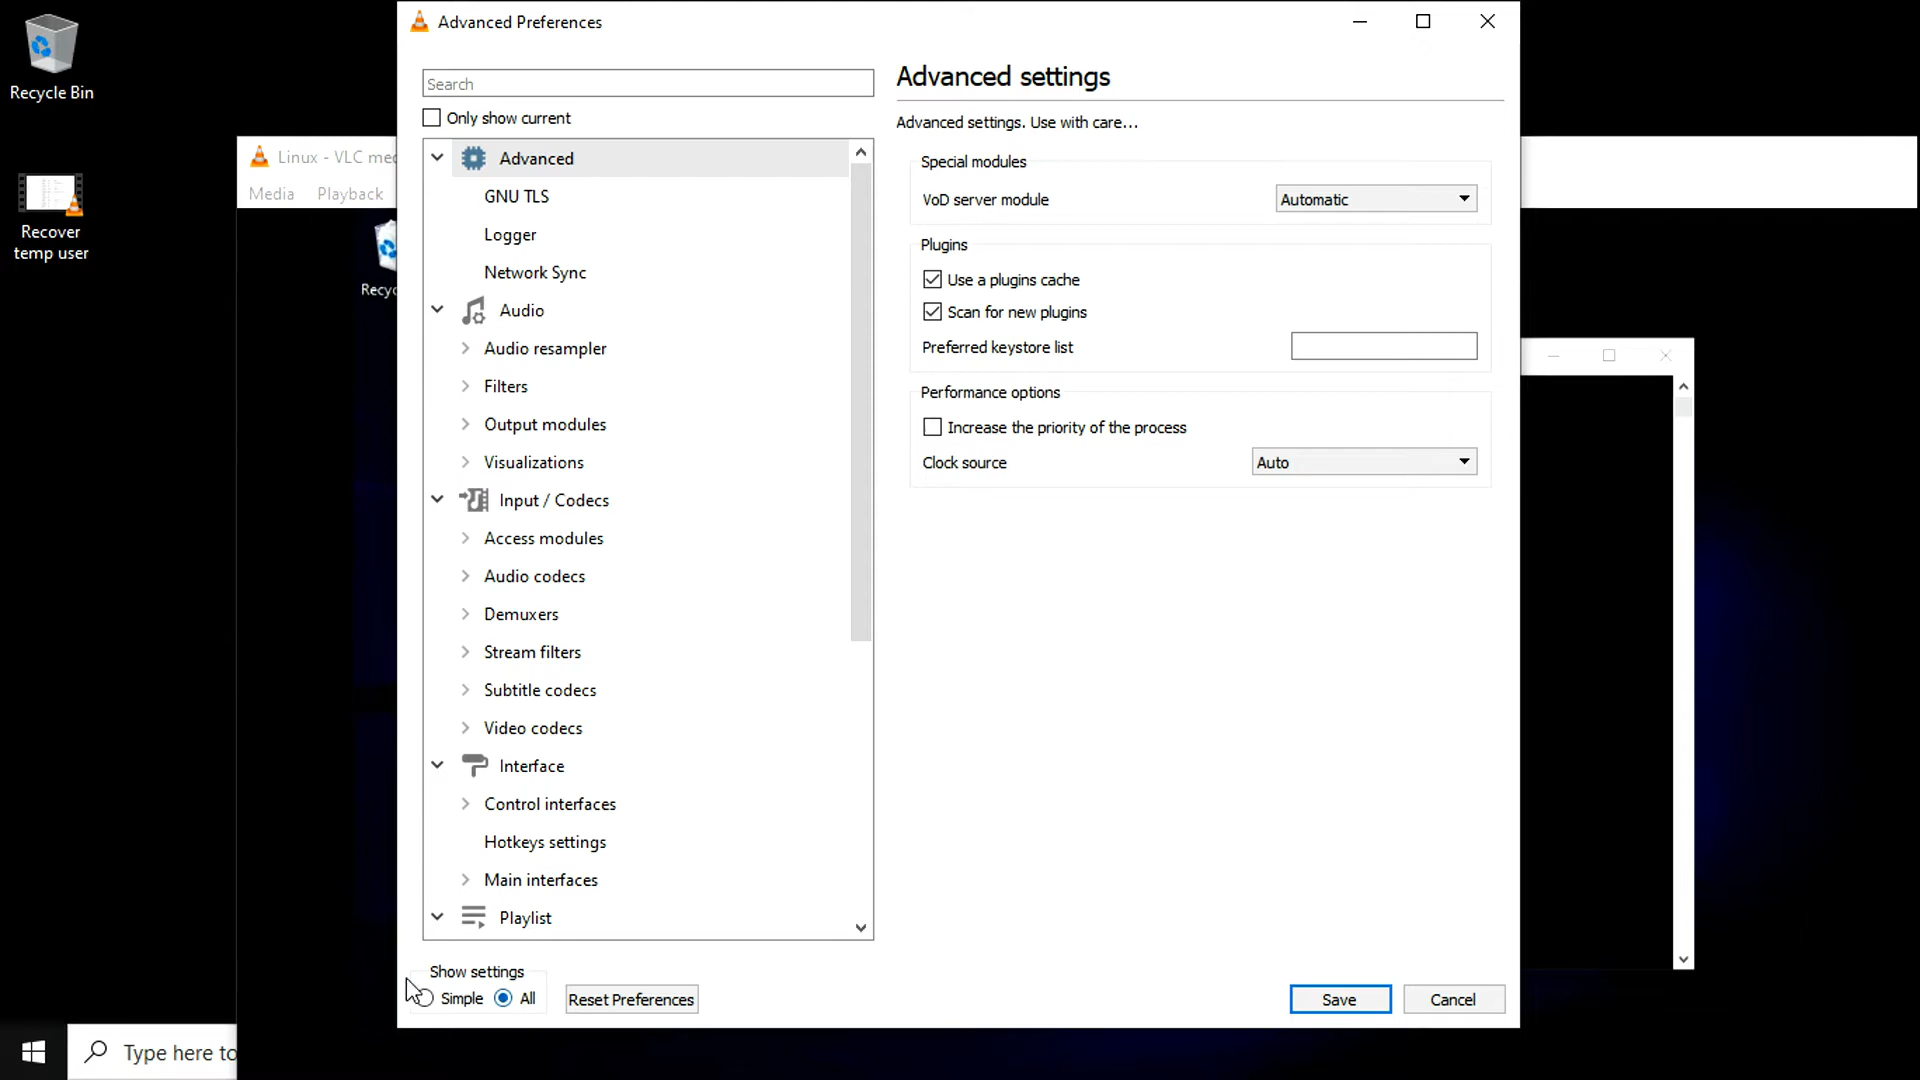 Recycle Bin
Recover
temp user
Linux - VLC me
Media Playback
Recyc
Advanced Preferences
Search
Only show current
Advanced
GNU TLS
Logger
Network Sync
Audio
Audio resampler
Filters
Output modules
Visualizations
Input / Codecs
Access modules
Audio codecs
Demuxers
Stream filters
Subtitle codecs
Video codecs
Interface
Control interfaces
Hotkeys settings
Main interfaces
Playlist
Show settings
Simple All
Reset Preferences
Advanced settings
Advanced settings. Use with care...
Special modules
VoD server module Automatic
Plugins
Use a plugins cache
Scan for new plugins
Preferred keystore list
Performance options
Increase the priority of the process
Clock source Auto
Save Cancel
Type here to